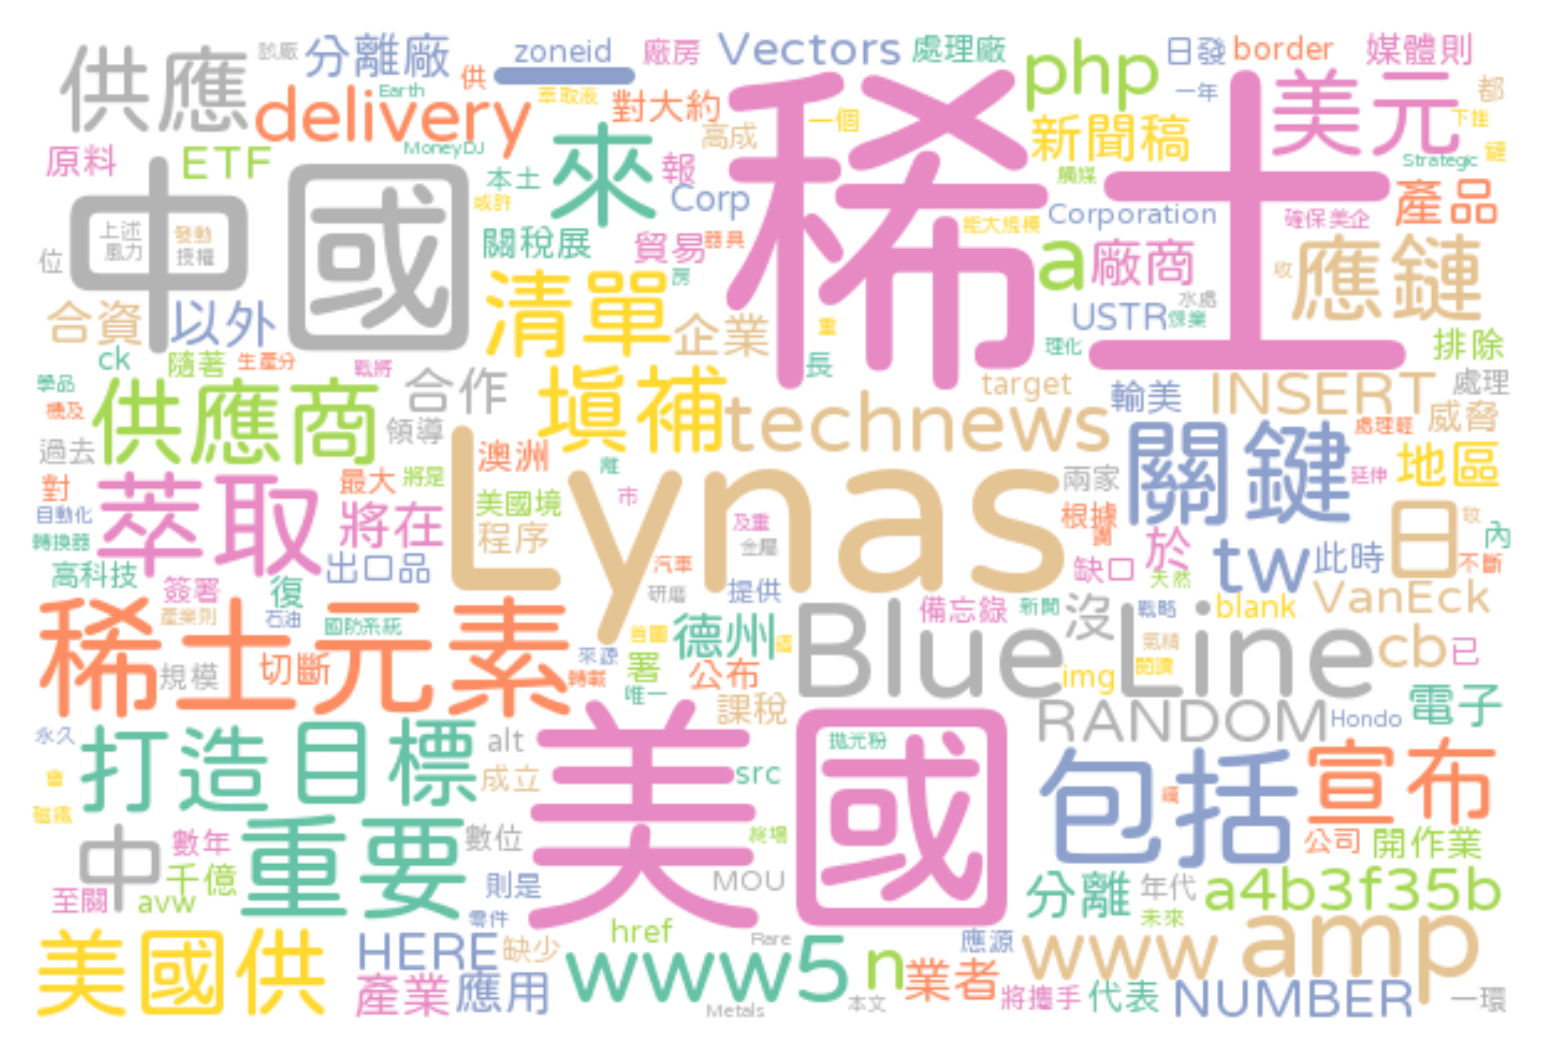 供應
該廠
分離廠
供
zoneid
廠房
Vectors
處理廠
php
日發
border
媒體則
Earth
delivery
萃取液
對大約
高成
一個
稀土
新聞稿
一年
美元
都
下挫
原料
ETF
MoneyDJ
本土
或許
來
報
Corp
Strategic
鏈
中國
上述
風力
發動
授權
位
關稅展
貿易
器具
能大規模
Corporation
a
廠商
確保美企
產品
收
應鏈
合資
以外
清單
房
企業
重
水處
USTR
煉業
理化
長
排除
ck
隨著
生產分
戰將
學品
機及
供應商
合作
領導
填補
technews
target
輸美
INSERT
處理
威脅
處理輕
過去
對
自動化
轉換器
萃取
最大
將是
將在
澳洲
美國境
程序
離
市
Lynas
及重
金屬
兩家
根據
關鍵
延伸
地區
日
內
不斷
高科技
簽署
復
出口品
汽車
研磨
提供
缺口
於
天然
tw
此時
產業則
石油
國防系統
稀土元素
規模
切斷
轉載
來源
首圖
署
唯一
德州
公布
課稅
備忘錄
新聞
沒
戰略
氣精
閱讀
blank
VanEck
Blue Line
img
cb
已
RANDOM
Hondo
電子
永久
打造
目標
alt
成立
美國
拋光粉
src
包括
宣布
磁鐵
中
數年
千億
至關
avw
重要
數位
則是
零件
終場
MOU
公司
開作業
分離
年代
未來
a4b3f35b
美國供
HERE
缺少
產業
應用
href
Rare
www5
Metals
n
本文
業者
應源
將攜手
www
代表
amp
NUMBER
一環